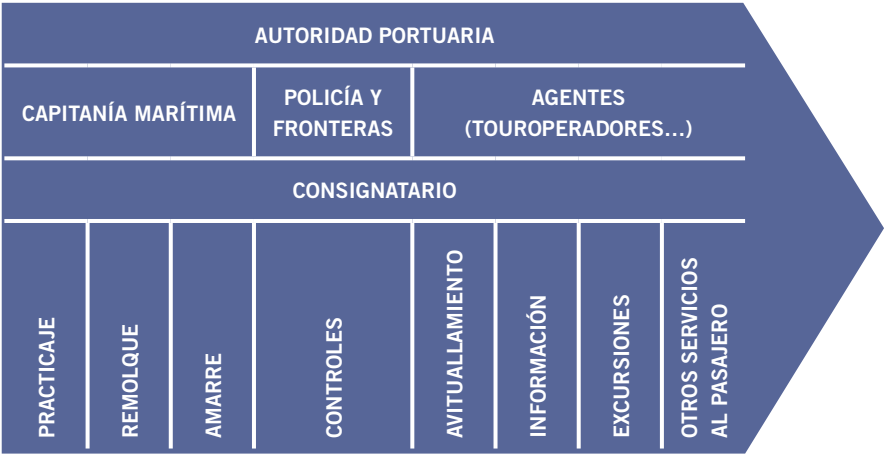 AUTORIDAD PORTUARIA
CAPITANÍA MARÍTIMA
POLICÍA Y
FRONTERAS
AGENTES
(TOUROPERADORES...)
CONSIGNATARIO
PRACTICAJE
REMOLQUE
AMARRE
CONTROLES
AVITUALLAMIENTO
INFORMACIÓN
EXCURSIONES
OTROS SERVICIOS
AL PASAJERO